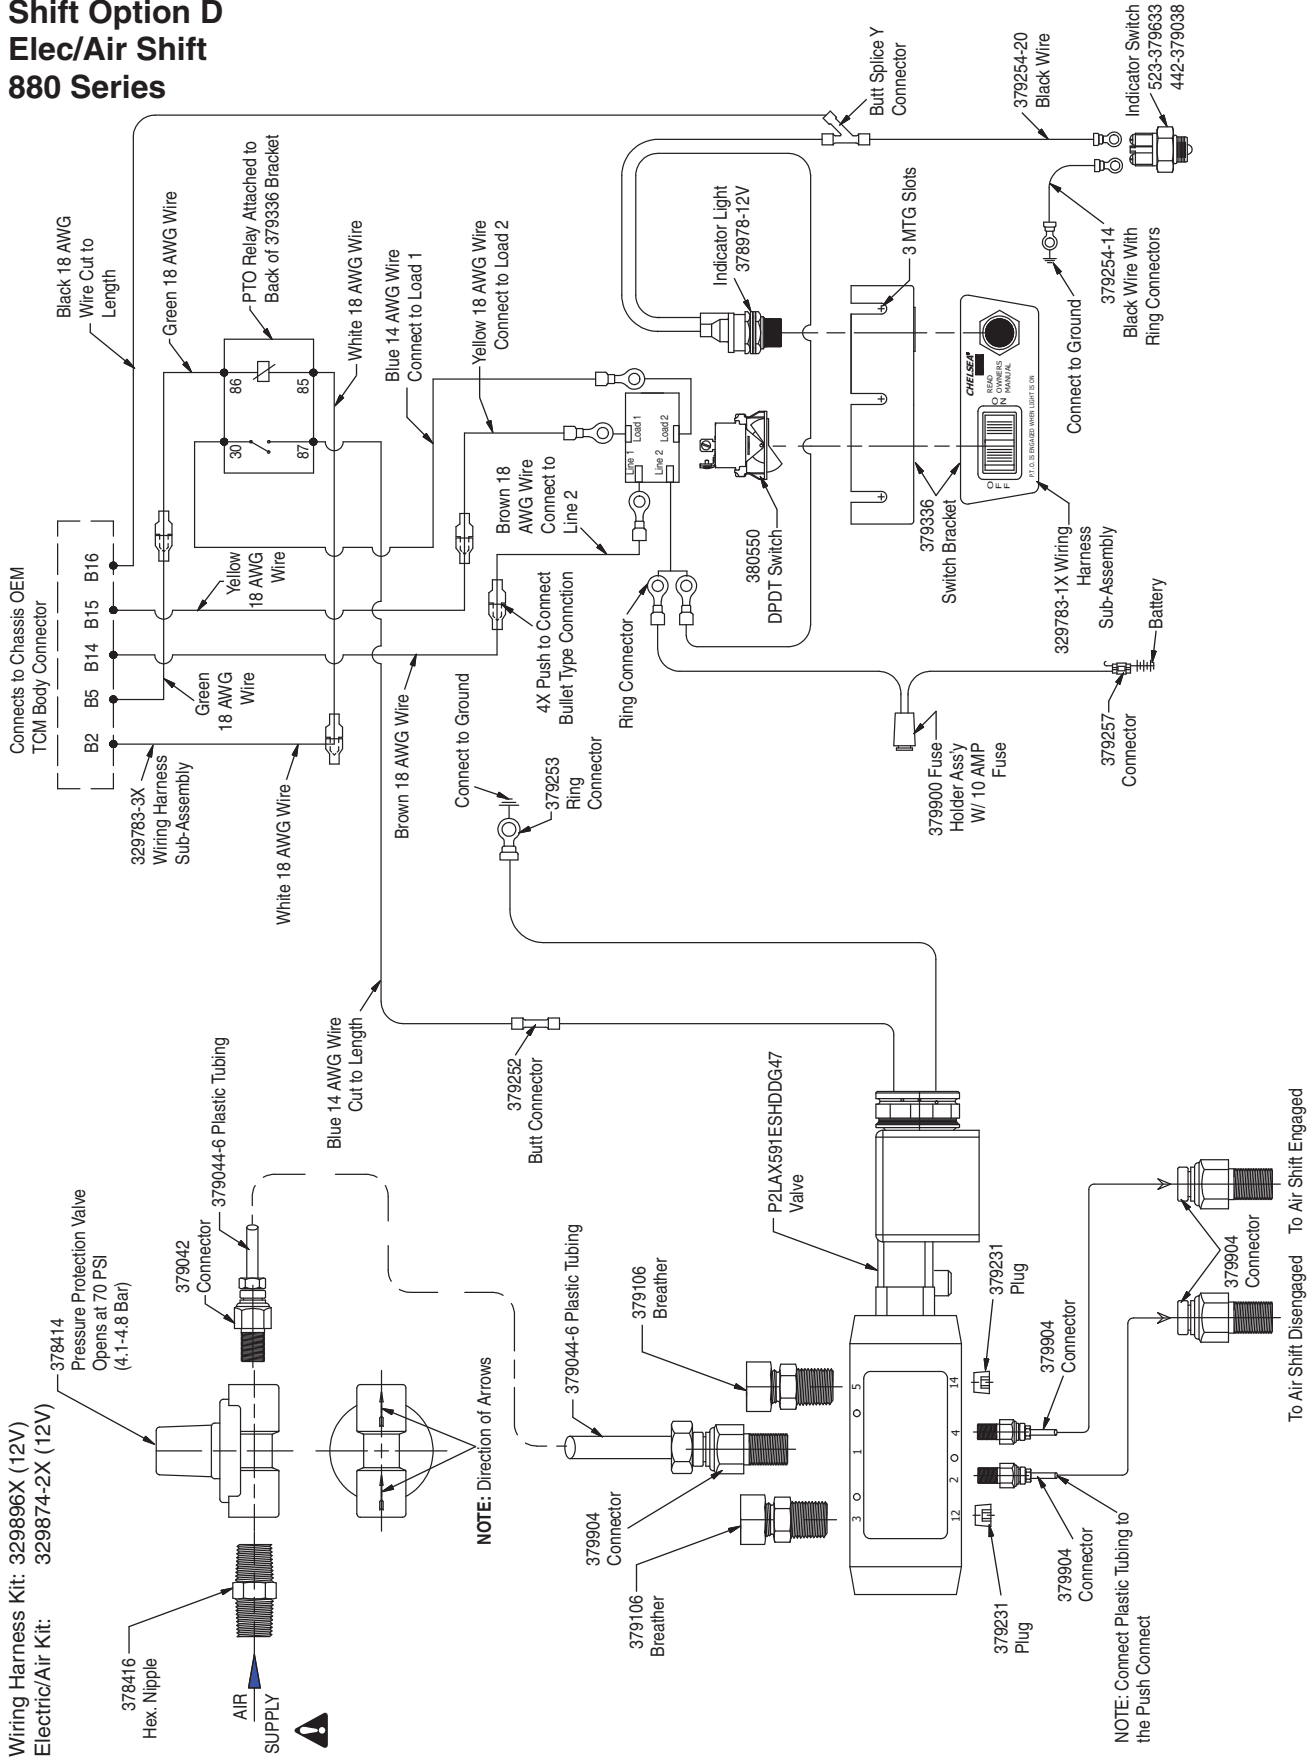 Shift Option D
Elec/Air Shift
880 Series
Wiring Harness Kit: 329896X (12V)
Electric/Air Kit: 329874-2X (12V)
Connects to Chassis OEM
TCM Body Connector
B2
B5
B14
B15
B16
Black 18 AWG
Wire Cut to
Length
Green 18 AWG Wire
PTO Relay Attached to
Back of 379336 Bracket
White 18 AWG Wire
Blue 14 AWG Wire
Connect to Load 1
Yellow 18 AWG Wire
Connect to Load 2
30
86
87
85
Yellow
18 AWG
Wire
Green
18 AWG
Wire
329783-3X
Wiring Harness
Sub-Assembly
White 18 AWG Wire
Brown 18 AWG Wire
Brown 18
AWG Wire
Connect to
Line 2
4X Push to Connect
Bullet Type Connction
Line 1
Load 1
Line 2
Load 2
Ring Connector
380550
DPDT Switch
Indicator Light
378978-12V
3 MTG Slots
379336
Switch Bracket
CHELSEA®
READ
OWNERS
MANUAL
ON
OFF
P.T.O. IS ENGAGED WHEN LIGHT IS ON
329783-1X Wiring
Harness
Sub-Assembly
Butt Splice Y
Connector
379254-20
Black Wire
Indicator Switch
523-379633
442-379038
379254-14
Black Wire With
Ring Connectors
Connect to Ground
Battery
379257
Connector
379900 Fuse
Holder Ass'y
W/ 10 AMP
Fuse
Connect to Ground
379253
Ring
Connector
Blue 14 AWG Wire
Cut to Length
379252
Butt Connector
P2LAX591ESHDDG47
Valve
378414
Pressure Protection Valve
Opens at 70 PSI
(4.1-4.8 Bar)
379042
Connector
379044-6 Plastic Tubing
378416
Hex. Nipple
AIR
SUPPLY
NOTE: Direction of Arrows
379044-6 Plastic Tubing
379106
Breather
379904
Connector
379106
Breather
3
1
5
12
2
4
14
379231
Plug
379231
Plug
379904
Connector
379904
Connector
NOTE: Connect Plastic Tubing to
the Push Connect
379904
Connector
To Air Shift Disengaged
To Air Shift Engaged